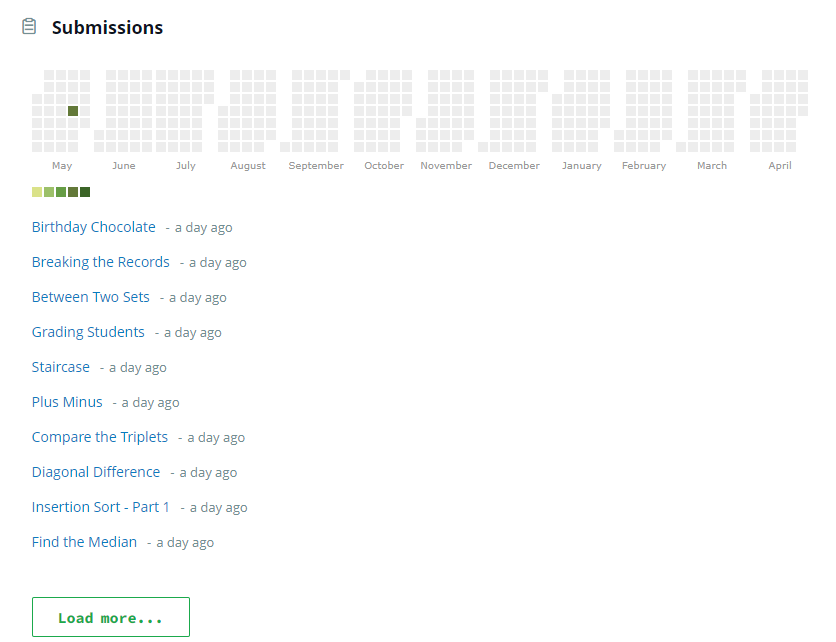 Submissions
May June July August September October November December January February March April
Birthday Chocolate - a day ago
Breaking the Records - a day ago
Between Two Sets - a day ago
Grading Students - a day ago
Staircase - a day ago
Plus Minus - a day ago
Compare the Triplets - a day ago
Diagonal Difference - a day ago
Insertion Sort - Part 1 - a day ago
Find the Median - a day ago
Load more...